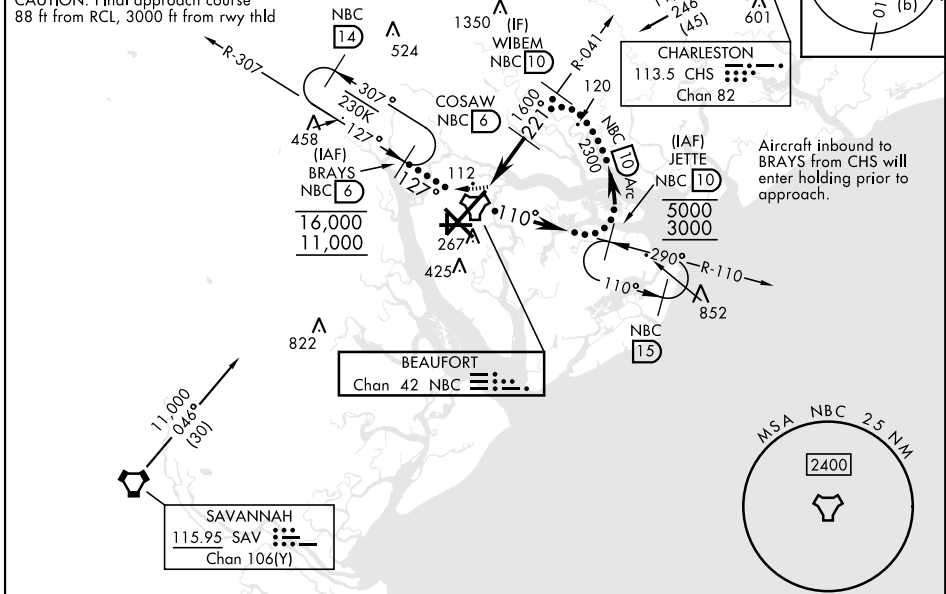 CAUTION: Final approach course
88 ft from RCL, 3000 ft from rwy thld
NBC
14
524
1350
(IF)
WIBEM
NBC 10
R-041
246°
(45)
601
(b)
CHARLESTON
113.5 CHS
Chan 82
R-307
307°
230K
127°
458
(IAF)
BRAYS
NBC 6
16,000
11,000
127°
112
COSAW
NBC 6
1600
221°
120
NBC 10 Arc
2300
(IAF)
JETTE
NBC 10
5000
3000
Aircraft inbound to
BRAYS from CHS will
enter holding prior to
approach.
110°
267
425
290°
R-110
110°
852
NBC
15
822
BEAUFORT
Chan 42 NBC
11,000
046°
(30)
SAVANNAH
115.95 SAV
Chan 106(Y)
MSA NBC 25 NM
2400